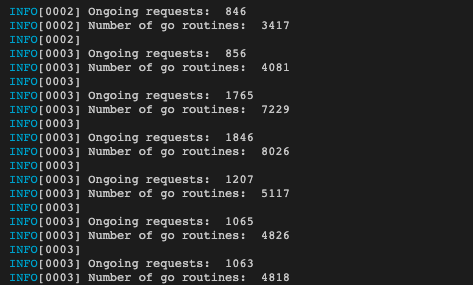 INFO[0002] Ongoing requests:  846
INFO[0002] Number of go routines:  3417
INFO[0002]
INFO[0003] Ongoing requests:  856
INFO[0003] Number of go routines:  4081
INFO[0003]
INFO[0003] Ongoing requests:  1765
INFO[0003] Number of go routines:  7229
INFO[0003]
INFO[0003] Ongoing requests:  1846
INFO[0003] Number of go routines:  8026
INFO[0003]
INFO[0003] Ongoing requests:  1207
INFO[0003] Number of go routines:  5117
INFO[0003]
INFO[0003] Ongoing requests:  1065
INFO[0003] Number of go routines:  4826
INFO[0003]
INFO[0003] Ongoing requests:  1063
INFO[0003] Number of go routines:  4818